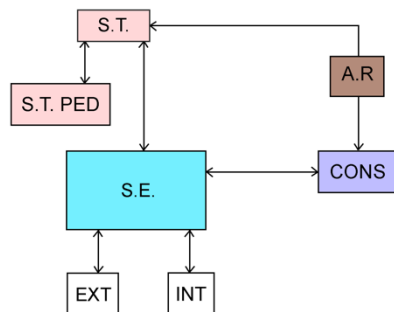 S.T.
A.R
S.T. PED
CONS
S.E.
EXT
INT